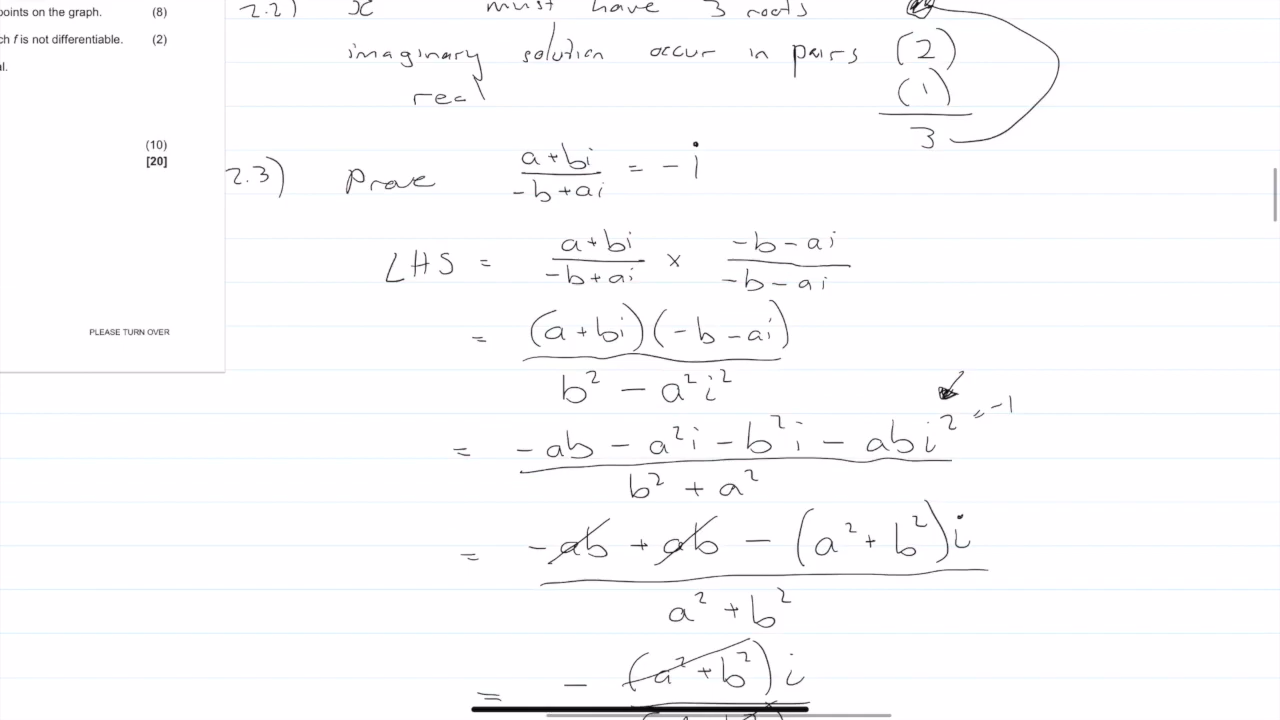 points on the graph. (8)
ch f is not differentiable. (2)
al.
(10)
[20]
PLEASE TURN OVER
2.2) x must have 3 roots
imaginary solution occur in pairs (2)
real (1)
3
2.3) Prove (a+bi)/(-b+ai) = -i
LHS = (a+bi)/(-b+ai) × (-b-ai)/(-b-ai)
= (a+bi)(-b-ai)/(b² - a²i²)
= (-ab - a²i - b²i - abi²)/(b² + a²) = -1
= (-ab + ab - (a²+b²)i)/(a² + b²)
= -(a²+b²)i